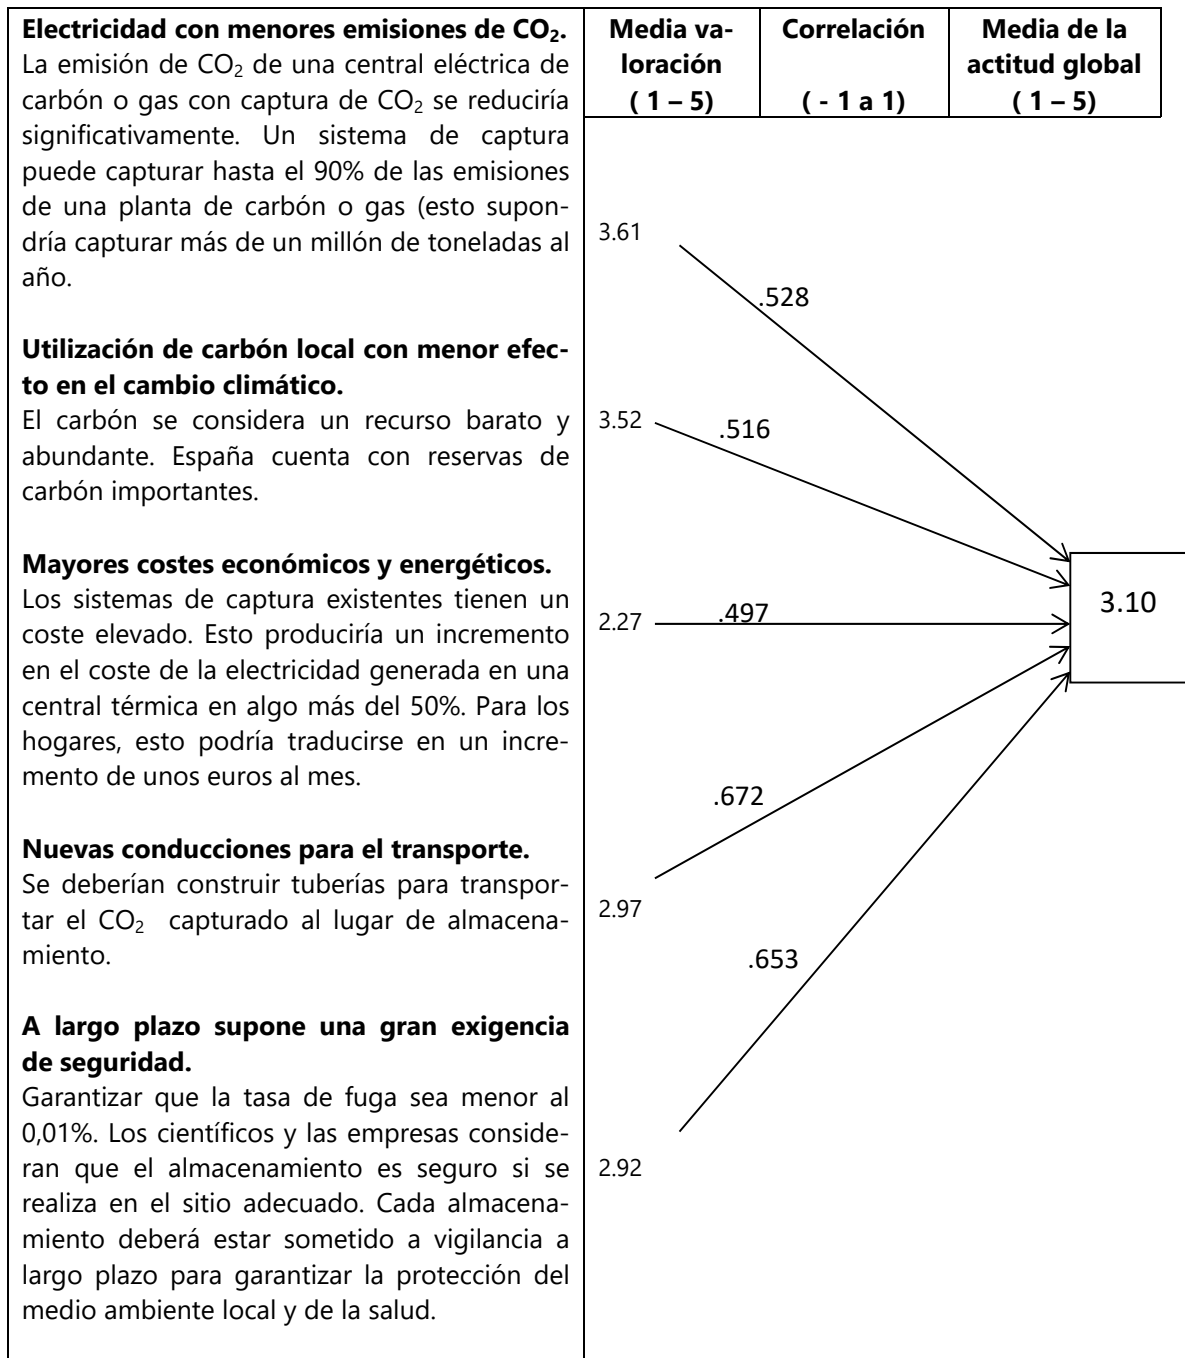 Electricidad con menores emisiones de CO₂.
La emisión de CO₂ de una central eléctrica de
carbón o gas con captura de CO₂ se reduciría
significativamente. Un sistema de captura
puede capturar hasta el 90% de las emisiones
de una planta de carbón o gas (esto supon-
dría capturar más de un millón de toneladas al
año.
Utilización de carbón local con menor efec-
to en el cambio climático.
El carbón se considera un recurso barato y
abundante. España cuenta con reservas de
carbón importantes.
Mayores costes económicos y energéticos.
Los sistemas de captura existentes tienen un
coste elevado. Esto produciría un incremento
en el coste de la electricidad generada en una
central térmica en algo más del 50%. Para los
hogares, esto podría traducirse en un incre-
mento de unos euros al mes.
Nuevas conducciones para el transporte.
Se deberían construir tuberías para transpor-
tar el CO₂ capturado al lugar de almacena-
miento.
A largo plazo supone una gran exigencia
de seguridad.
Garantizar que la tasa de fuga sea menor al
0,01%. Los científicos y las empresas conside-
ran que el almacenamiento es seguro si se
realiza en el sitio adecuado. Cada almacena-
miento deberá estar sometido a vigilancia a
largo plazo para garantizar la protección del
medio ambiente local y de la salud.
Media va-
loración
( 1 – 5)
Correlación
( - 1 a 1)
Media de la
actitud global
( 1 – 5)
3.61
.528
3.52
.516
2.27
.497
3.10
.672
2.97
.653
2.92